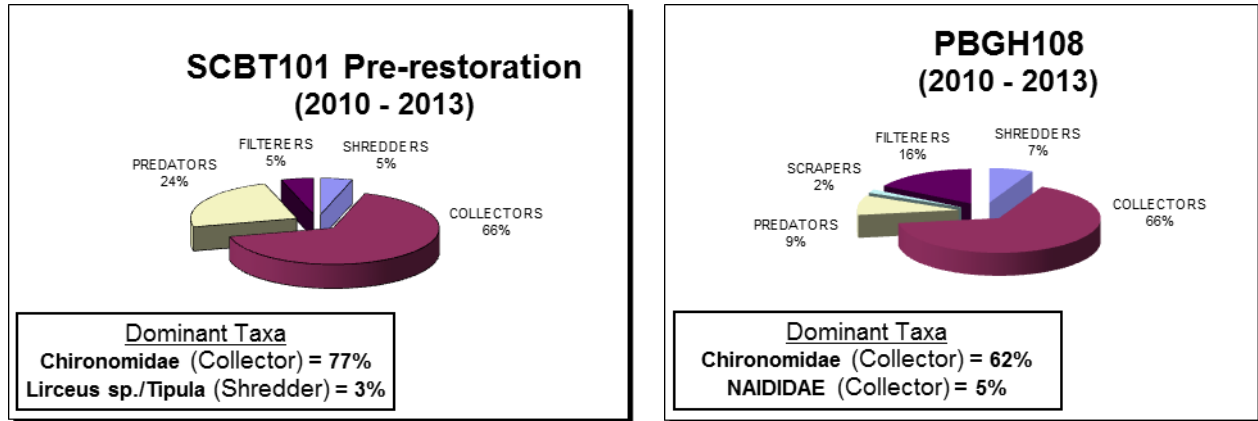 SCBT101 Pre-restoration
(2010 - 2013)
FILTERERS
5%
SHREDDERS
5%
PREDATORS
24%
COLLECTORS
66%
Dominant Taxa
Chironomidae (Collector) = 77%
Lirceus sp./Tipula (Shredder) = 3%
PBGH108
(2010 - 2013)
FILTERERS
16%
SHREDDERS
7%
SCRAPERS
2%
COLLECTORS
66%
PREDATORS
9%
Dominant Taxa
Chironomidae (Collector) = 62%
NAIDIDAE (Collector) = 5%